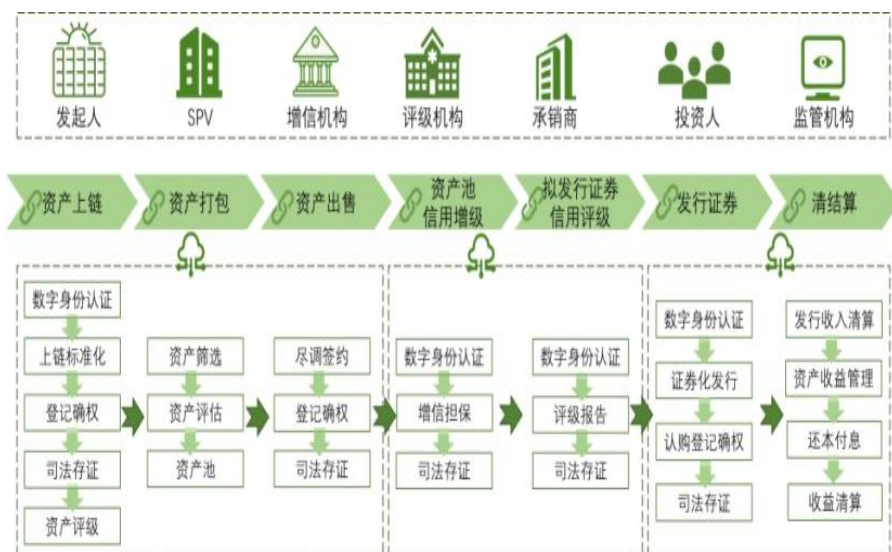 发起人
SPV
增信机构
评级机构
承销商
投资人
监管机构
资产上链
资产打包
资产出售
资产池
信用增级
拟发行证券
信用评级
发行证券
清结算
数字身份认证
上链标准化
登记确权
司法存证
资产评级
资产筛选
资产评估
资产池
尽调签约
登记确权
司法存证
数字身份认证
增信担保
司法存证
数字身份认证
评级报告
司法存证
数字身份认证
证券化发行
认购登记确权
司法存证
发行收入清算
资产收益管理
还本付息
收益清算